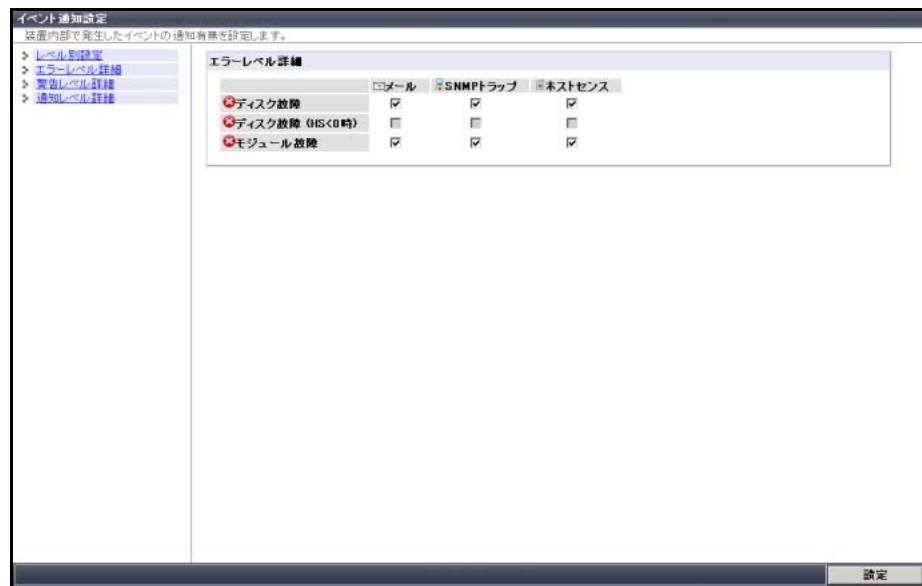 イベント通知設定
装置内部で発生したイベントの通知有無を設定します。
レベル別設定
エラーレベル詳細
警告レベル詳細
通知レベル詳細
エラーレベル詳細
メール SNMPトラップ ホストセンス
ディスク故障
ディスク故障 (HS<0時)
モジュール故障
設定